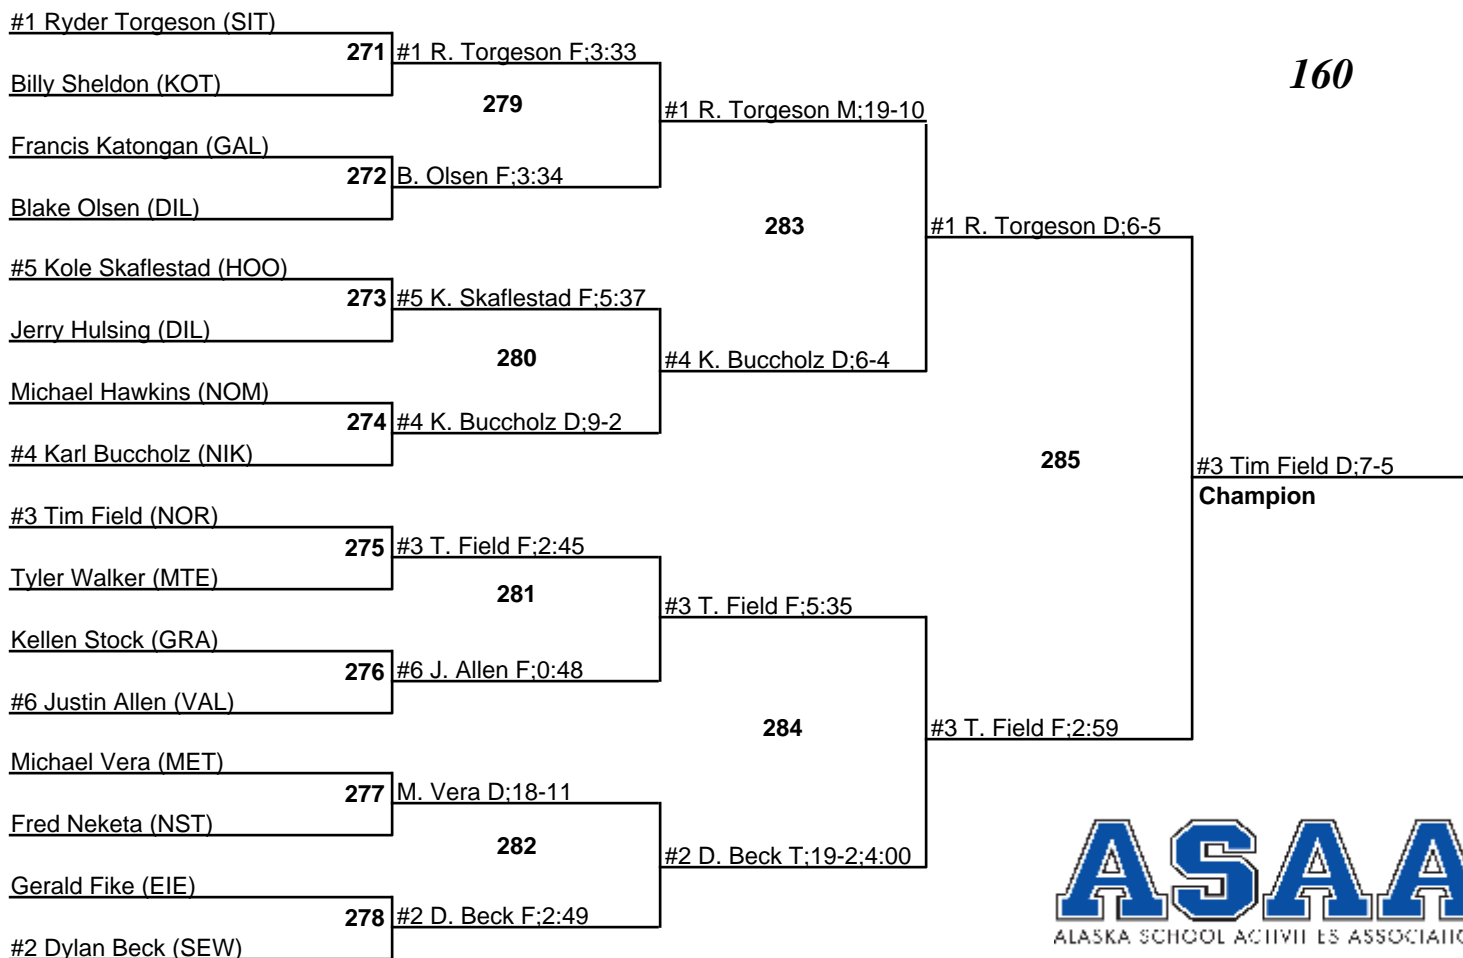 #1 Ryder Torgeson (SIT)
271 #1 R. Torgeson F;3:33
160
Billy Sheldon (KOT)
279
#1 R. Torgeson M;19-10
Francis Katongan (GAL)
272 B. Olsen F;3:34
Blake Olsen (DIL)
283 #1 R. Torgeson D;6-5
#5 Kole Skaflestad (HOO)
273 #5 K. Skaflestad F;5:37
Jerry Hulsing (DIL)
280 #4 K. Buccholz D;6-4
Michael Hawkins (NOM)
274 #4 K. Buccholz D;9-2
#4 Karl Buccholz (NIK)
285 #3 Tim Field D;7-5
Champion
#3 Tim Field (NOR)
275 #3 T. Field F;2:45
Tyler Walker (MTE)
281 #3 T. Field F;5:35
Kellen Stock (GRA)
276 #6 J. Allen F;0:48
#6 Justin Allen (VAL)
284 #3 T. Field F;2:59
Michael Vera (MET)
277 M. Vera D;18-11
Fred Neketa (NST)
282 #2 D. Beck T;19-2;4:00
Gerald Fike (EIE)
278 #2 D. Beck F;2:49
#2 Dylan Beck (SEW)
ASAA
ALASKA SCHOOL ACTIVITIES ASSOCIATIO